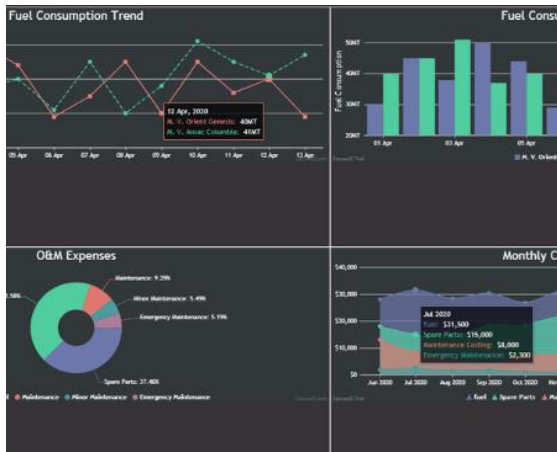 Fuel Consumption Trend
12 Apr, 2020
M. V. Orient Genesis: 40MT
M. V. Ansac Columbia: 41MT
05 Apr 06 Apr 07 Apr 08 Apr 09 Apr 10 Apr 11 Apr 12 Apr 13 Apr
Fuel Consu
Fuel Consumption
50MT
40MT
30MT
20MT
01 Apr 03 Apr 05 Apr
M. V. Orient
O&M Expenses
Maintenance: 9.29%
Minor Maintenance: 5.49%
Emergency Maintenance: 5.19%
Spare Parts: 37.46%
Maintenance Minor Maintenance Emergency Maintenance
Monthly C
$40,000
$30,000
$20,000
$10,000
$0
Jul 2020
Fuel: $31,500
Spare Parts: $15,000
Maintenance Costing: $8,000
Emergency Maintenance: $2,300
Jun 2020 Jul 2020 Aug 2020 Sep 2020 Oct 2020
Fuel Spare Parts